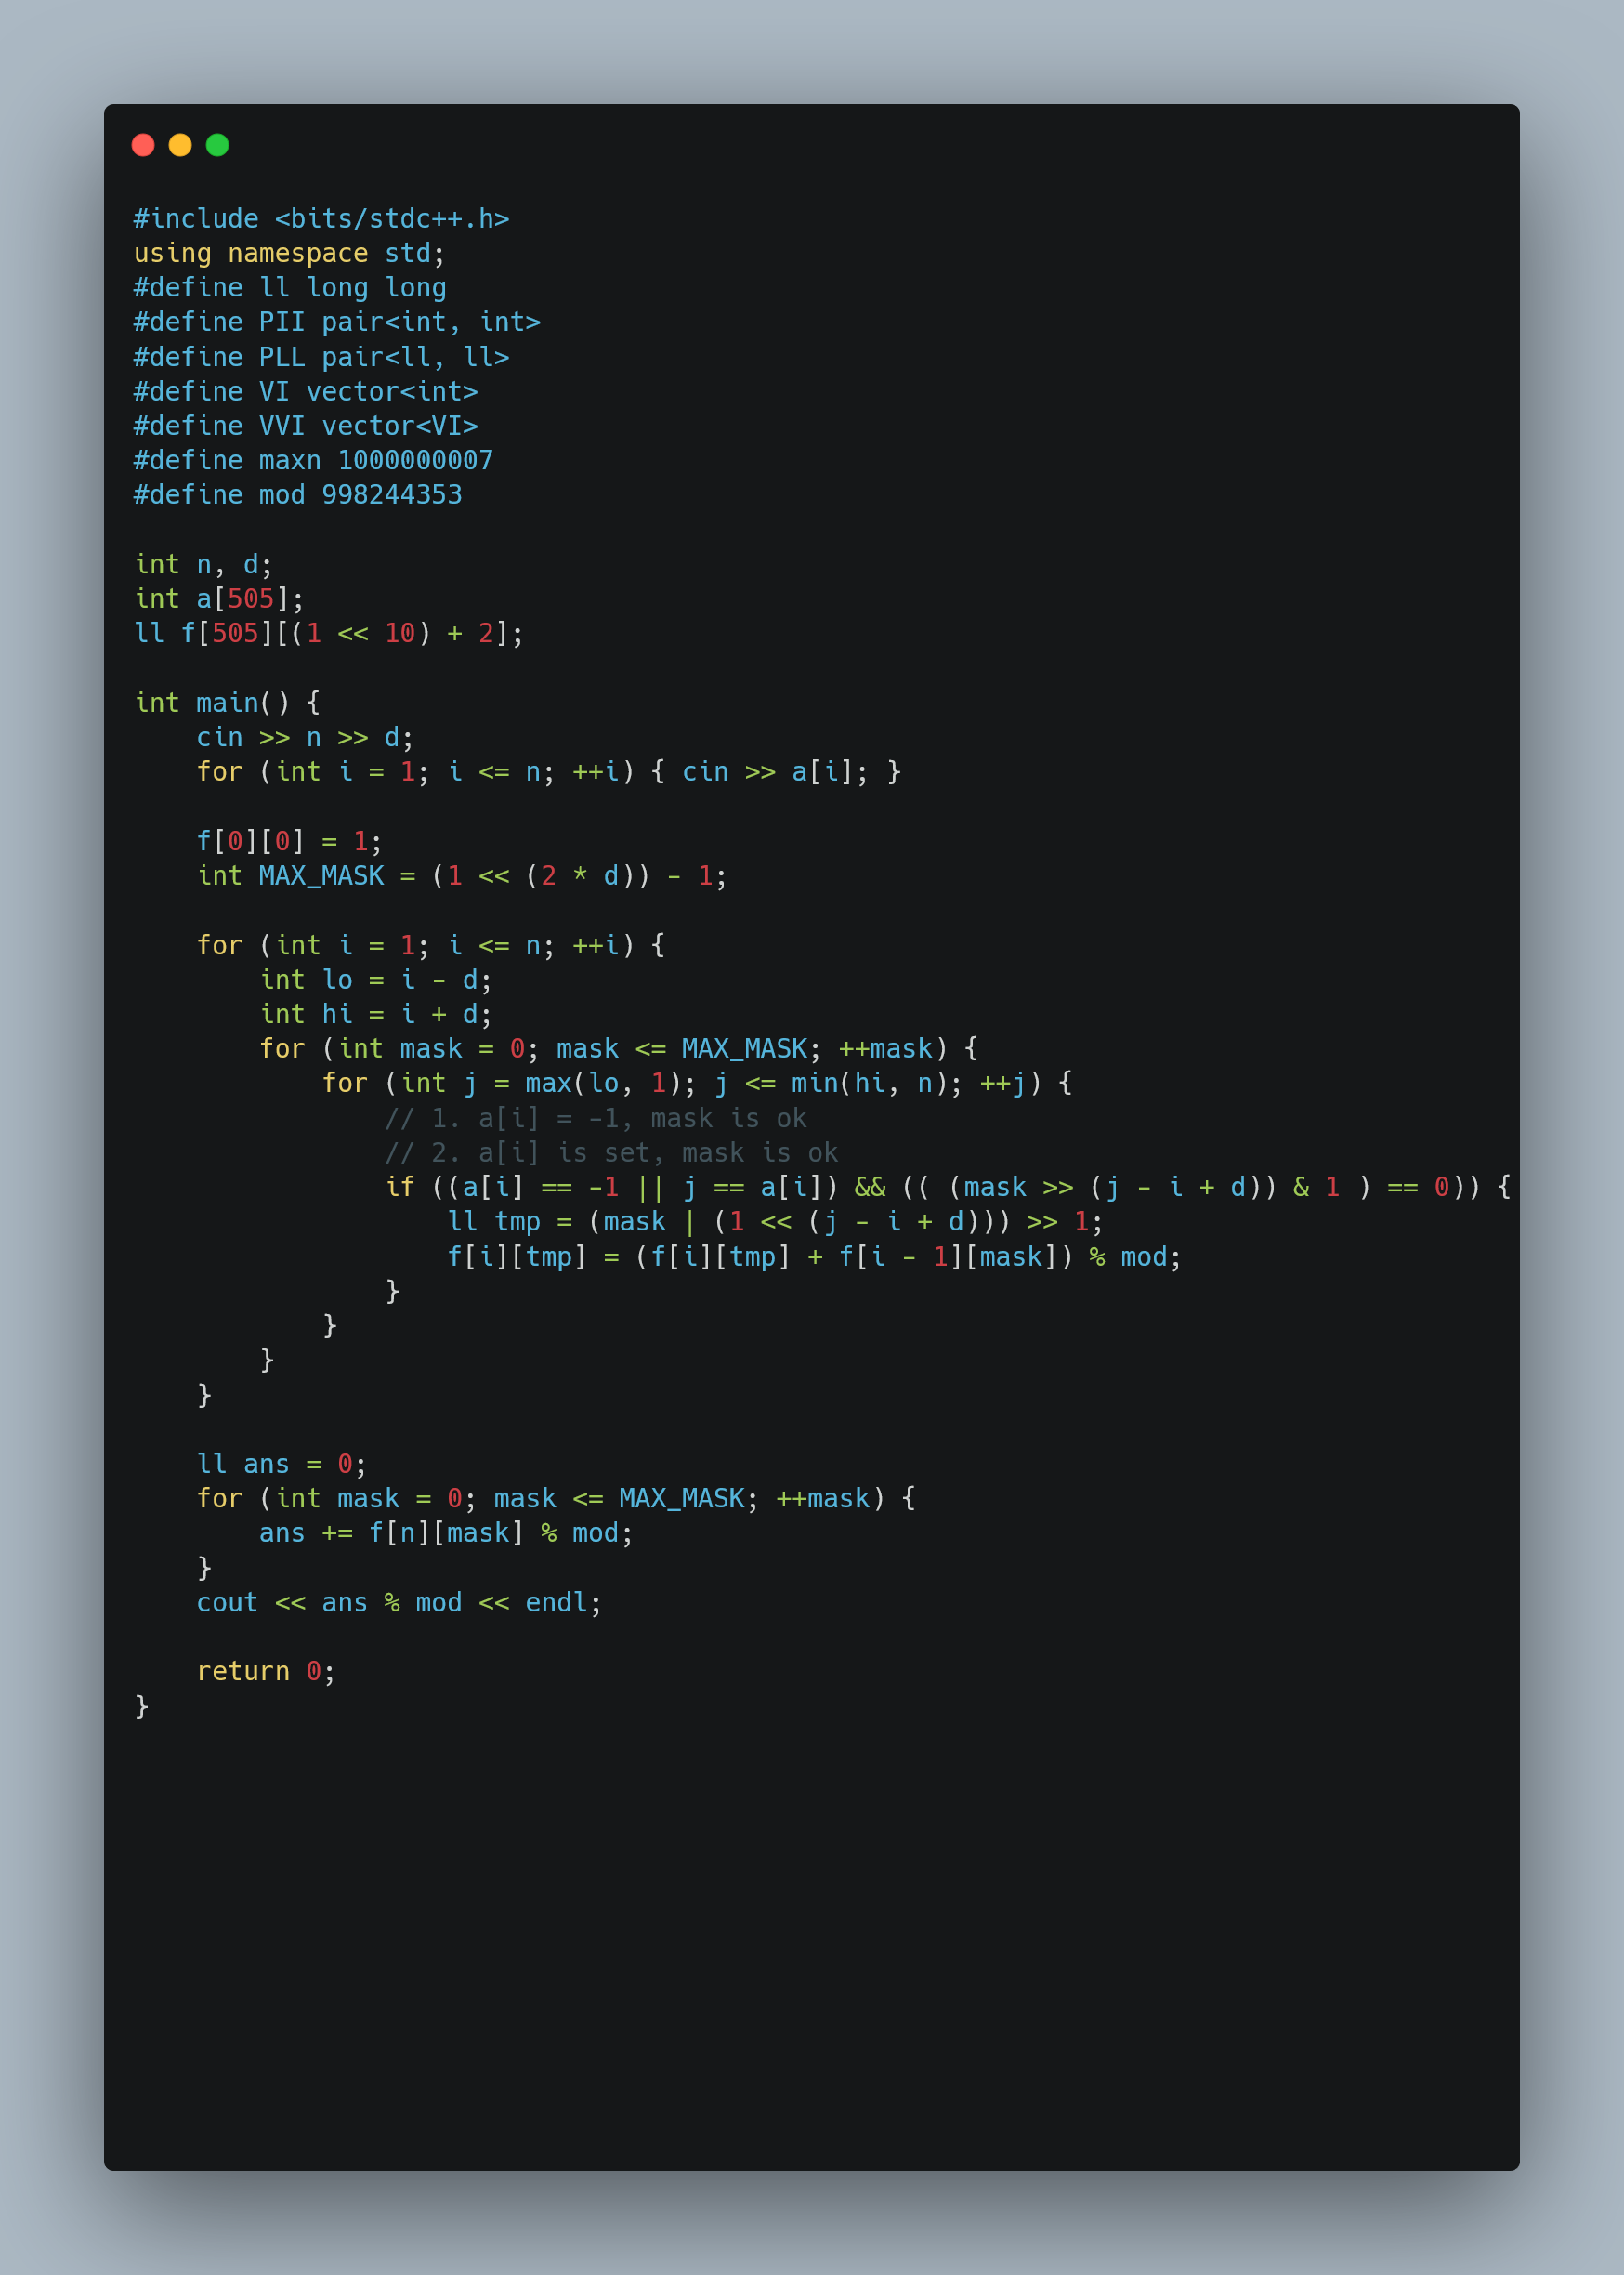 #include <bits/stdc++.h>
using namespace std;
#define ll long long
#define PII pair<int, int>
#define PLL pair<ll, ll>
#define VI vector<int>
#define VVI vector<VI>
#define maxn 1000000007
#define mod 998244353

int n, d;
int a[505];
ll f[505][(1 << 10) + 2];

int main() {
    cin >> n >> d;
    for (int i = 1; i <= n; ++i) { cin >> a[i]; }

    f[0][0] = 1;
    int MAX_MASK = (1 << (2 * d)) - 1;

    for (int i = 1; i <= n; ++i) {
        int lo = i - d;
        int hi = i + d;
        for (int mask = 0; mask <= MAX_MASK; ++mask) {
            for (int j = max(lo, 1); j <= min(hi, n); ++j) {
                // 1. a[i] = -1, mask is ok
                // 2. a[i] is set, mask is ok
                if ((a[i] == -1 || j == a[i]) && (( (mask >> (j - i + d)) & 1 ) == 0)) {
                    ll tmp = (mask | (1 << (j - i + d))) >> 1;
                    f[i][tmp] = (f[i][tmp] + f[i - 1][mask]) % mod;
                }
            }
        }
    }

    ll ans = 0;
    for (int mask = 0; mask <= MAX_MASK; ++mask) {
        ans += f[n][mask] % mod;
    }
    cout << ans % mod << endl;

    return 0;
}